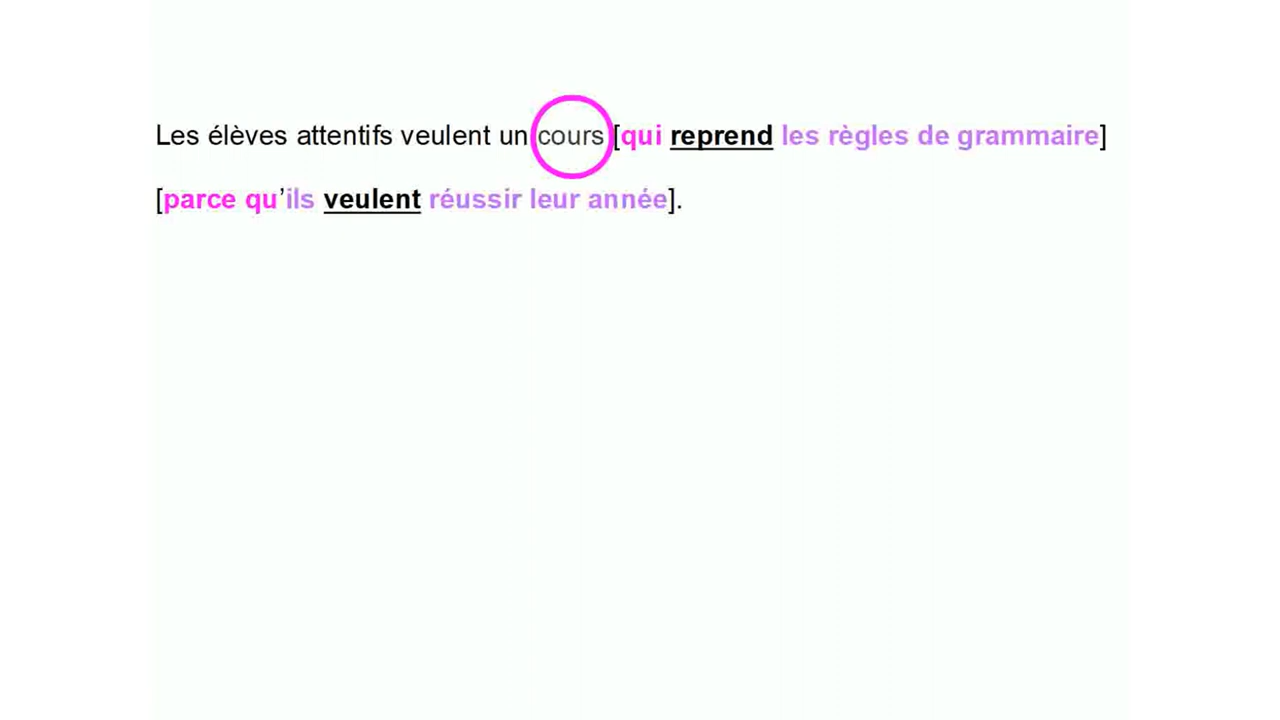 Les élèves attentifs veulent un cours [qui reprend les règles de grammaire]
[parce qu’ils veulent réussir leur année].